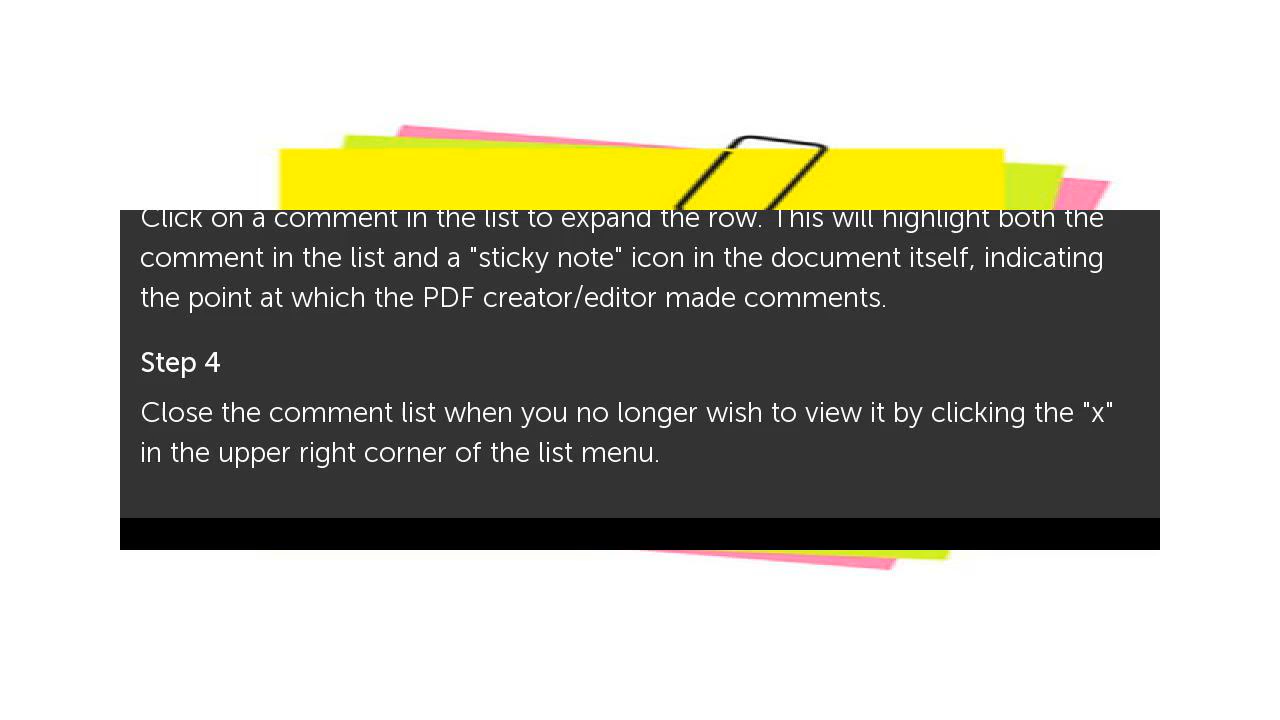 Click on a comment in the list to expand the row. This will highlight both the
comment in the list and a "sticky note" icon in the document itself, indicating
the point at which the PDF creator/editor made comments.
Step 4
Close the comment list when you no longer wish to view it by clicking the "x"
in the upper right corner of the list menu.